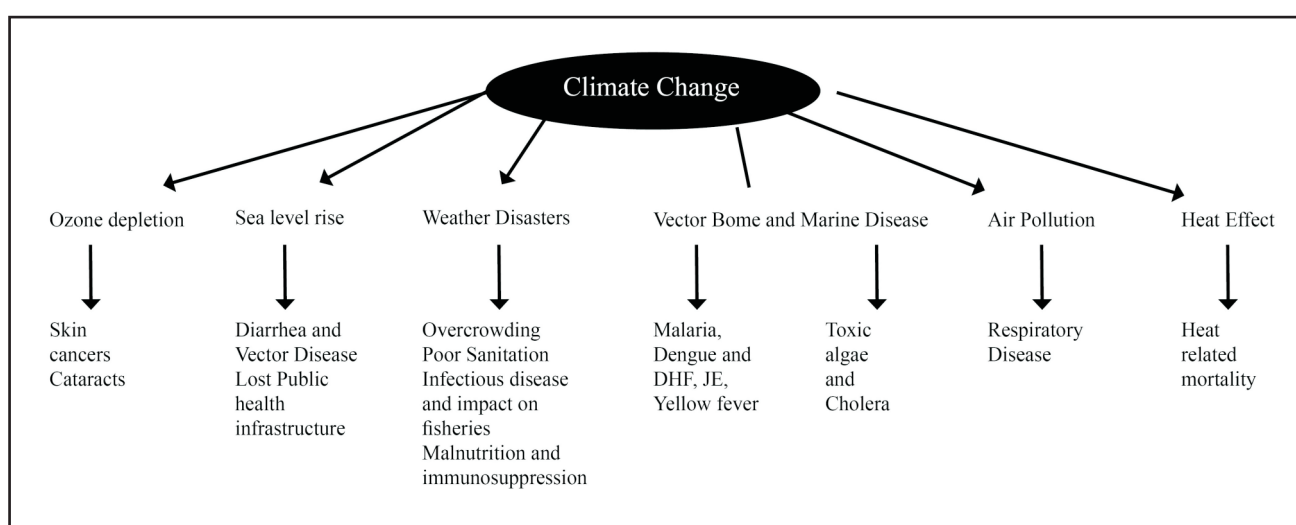 Climate Change
Ozone depletion
Sea level rise
Weather Disasters
Vector Bome and Marine Disease
Air Pollution
Heat Effect
Skin
cancers
Cataracts
Diarrhea and
Vector Disease
Lost Public
health
infrastructure
Overcrowding
Poor Sanitation
Infectious disease
and impact on
fisheries
Malnutrition and
immunosuppression
Malaria,
Dengue and
DHF, JE,
Yellow fever
Toxic
algae
and
Cholera
Respiratory
Disease
Heat
related
mortality